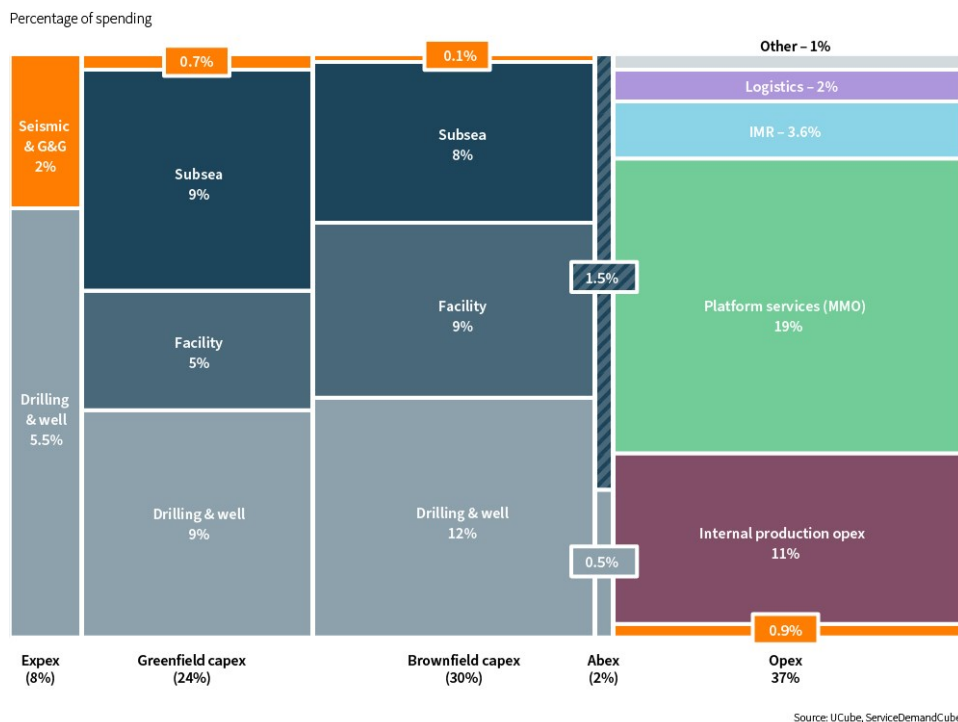 Percentage of spending
Other – 1%
0.7%
0.1%
Logistics – 2%
Seismic
& G&G
2%
Subsea
9%
Subsea
8%
IMR – 3.6%
1.5%
Facility
5%
Facility
9%
Platform services (MMO)
19%
Drilling
& well
5.5%
Drilling & well
9%
Drilling & well
12%
0.5%
Internal production opex
11%
0.9%
Expex
(8%)
Greenfield capex
(24%)
Brownfield capex
(30%)
Abex
(2%)
Opex
37%
Source: UCube, ServiceDemandCube